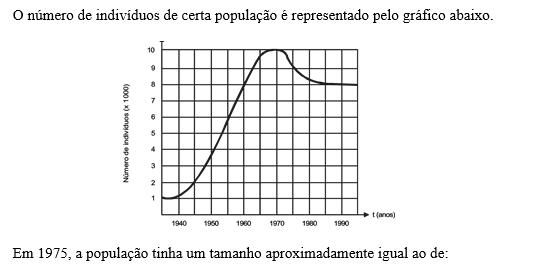 O número de indivíduos de certa população é representado pelo gráfico abaixo.
Número de indivíduos (x 1000)
10
9
8
7
6
5
4
3
2
1
1940 1950 1960 1970 1980 1990
t (anos)
Em 1975, a população tinha um tamanho aproximadamente igual ao de: